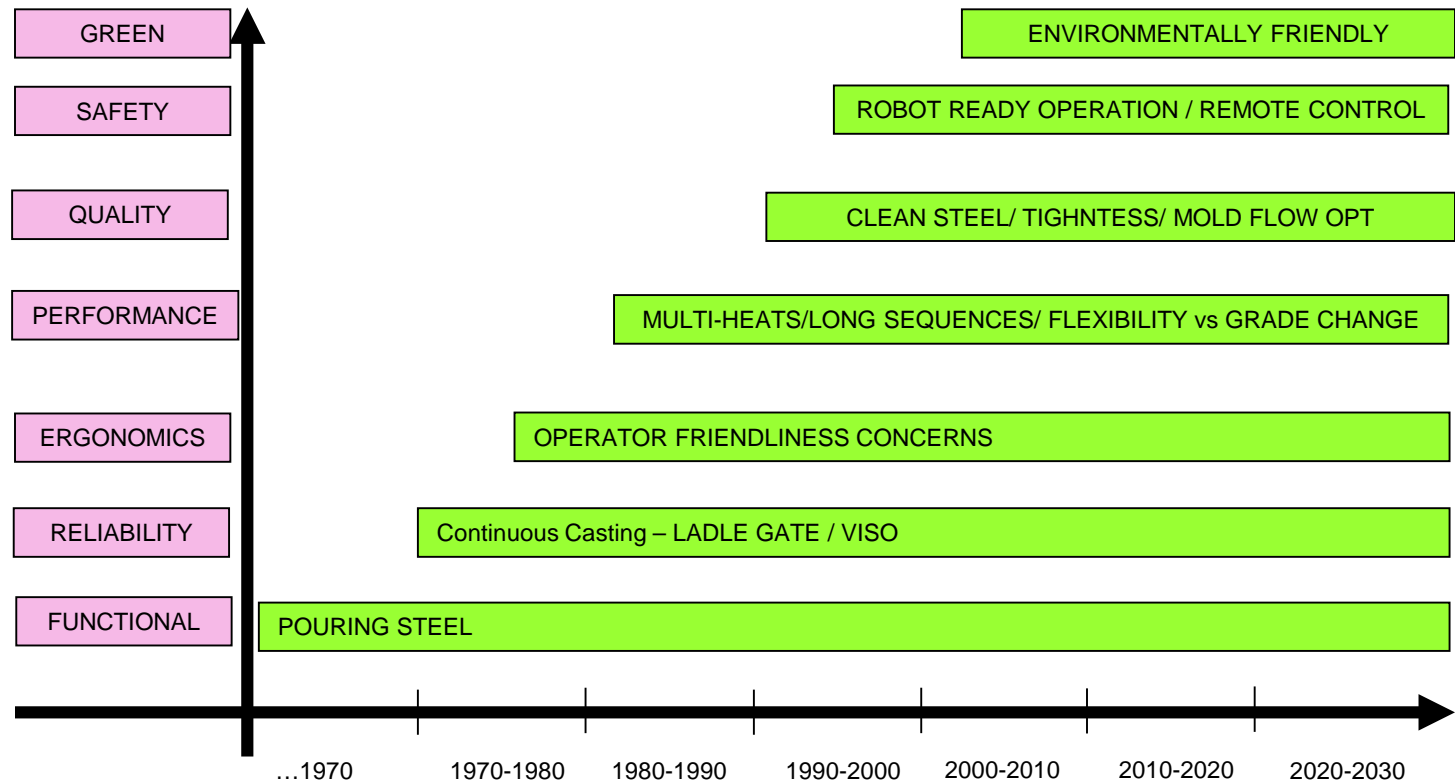 GREEN
ENVIRONMENTALLY FRIENDLY
SAFETY
ROBOT READY OPERATION / REMOTE CONTROL
QUALITY
CLEAN STEEL/ TIGHNTESS/ MOLD FLOW OPT
PERFORMANCE
MULTI-HEATS/LONG SEQUENCES/ FLEXIBILITY vs GRADE CHANGE
ERGONOMICS
OPERATOR FRIENDLINESS CONCERNS
RELIABILITY
Continuous Casting – LADLE GATE / VISO
FUNCTIONAL
POURING STEEL
…1970 1970-1980 1980-1990 1990-2000 2000-2010 2010-2020 2020-2030